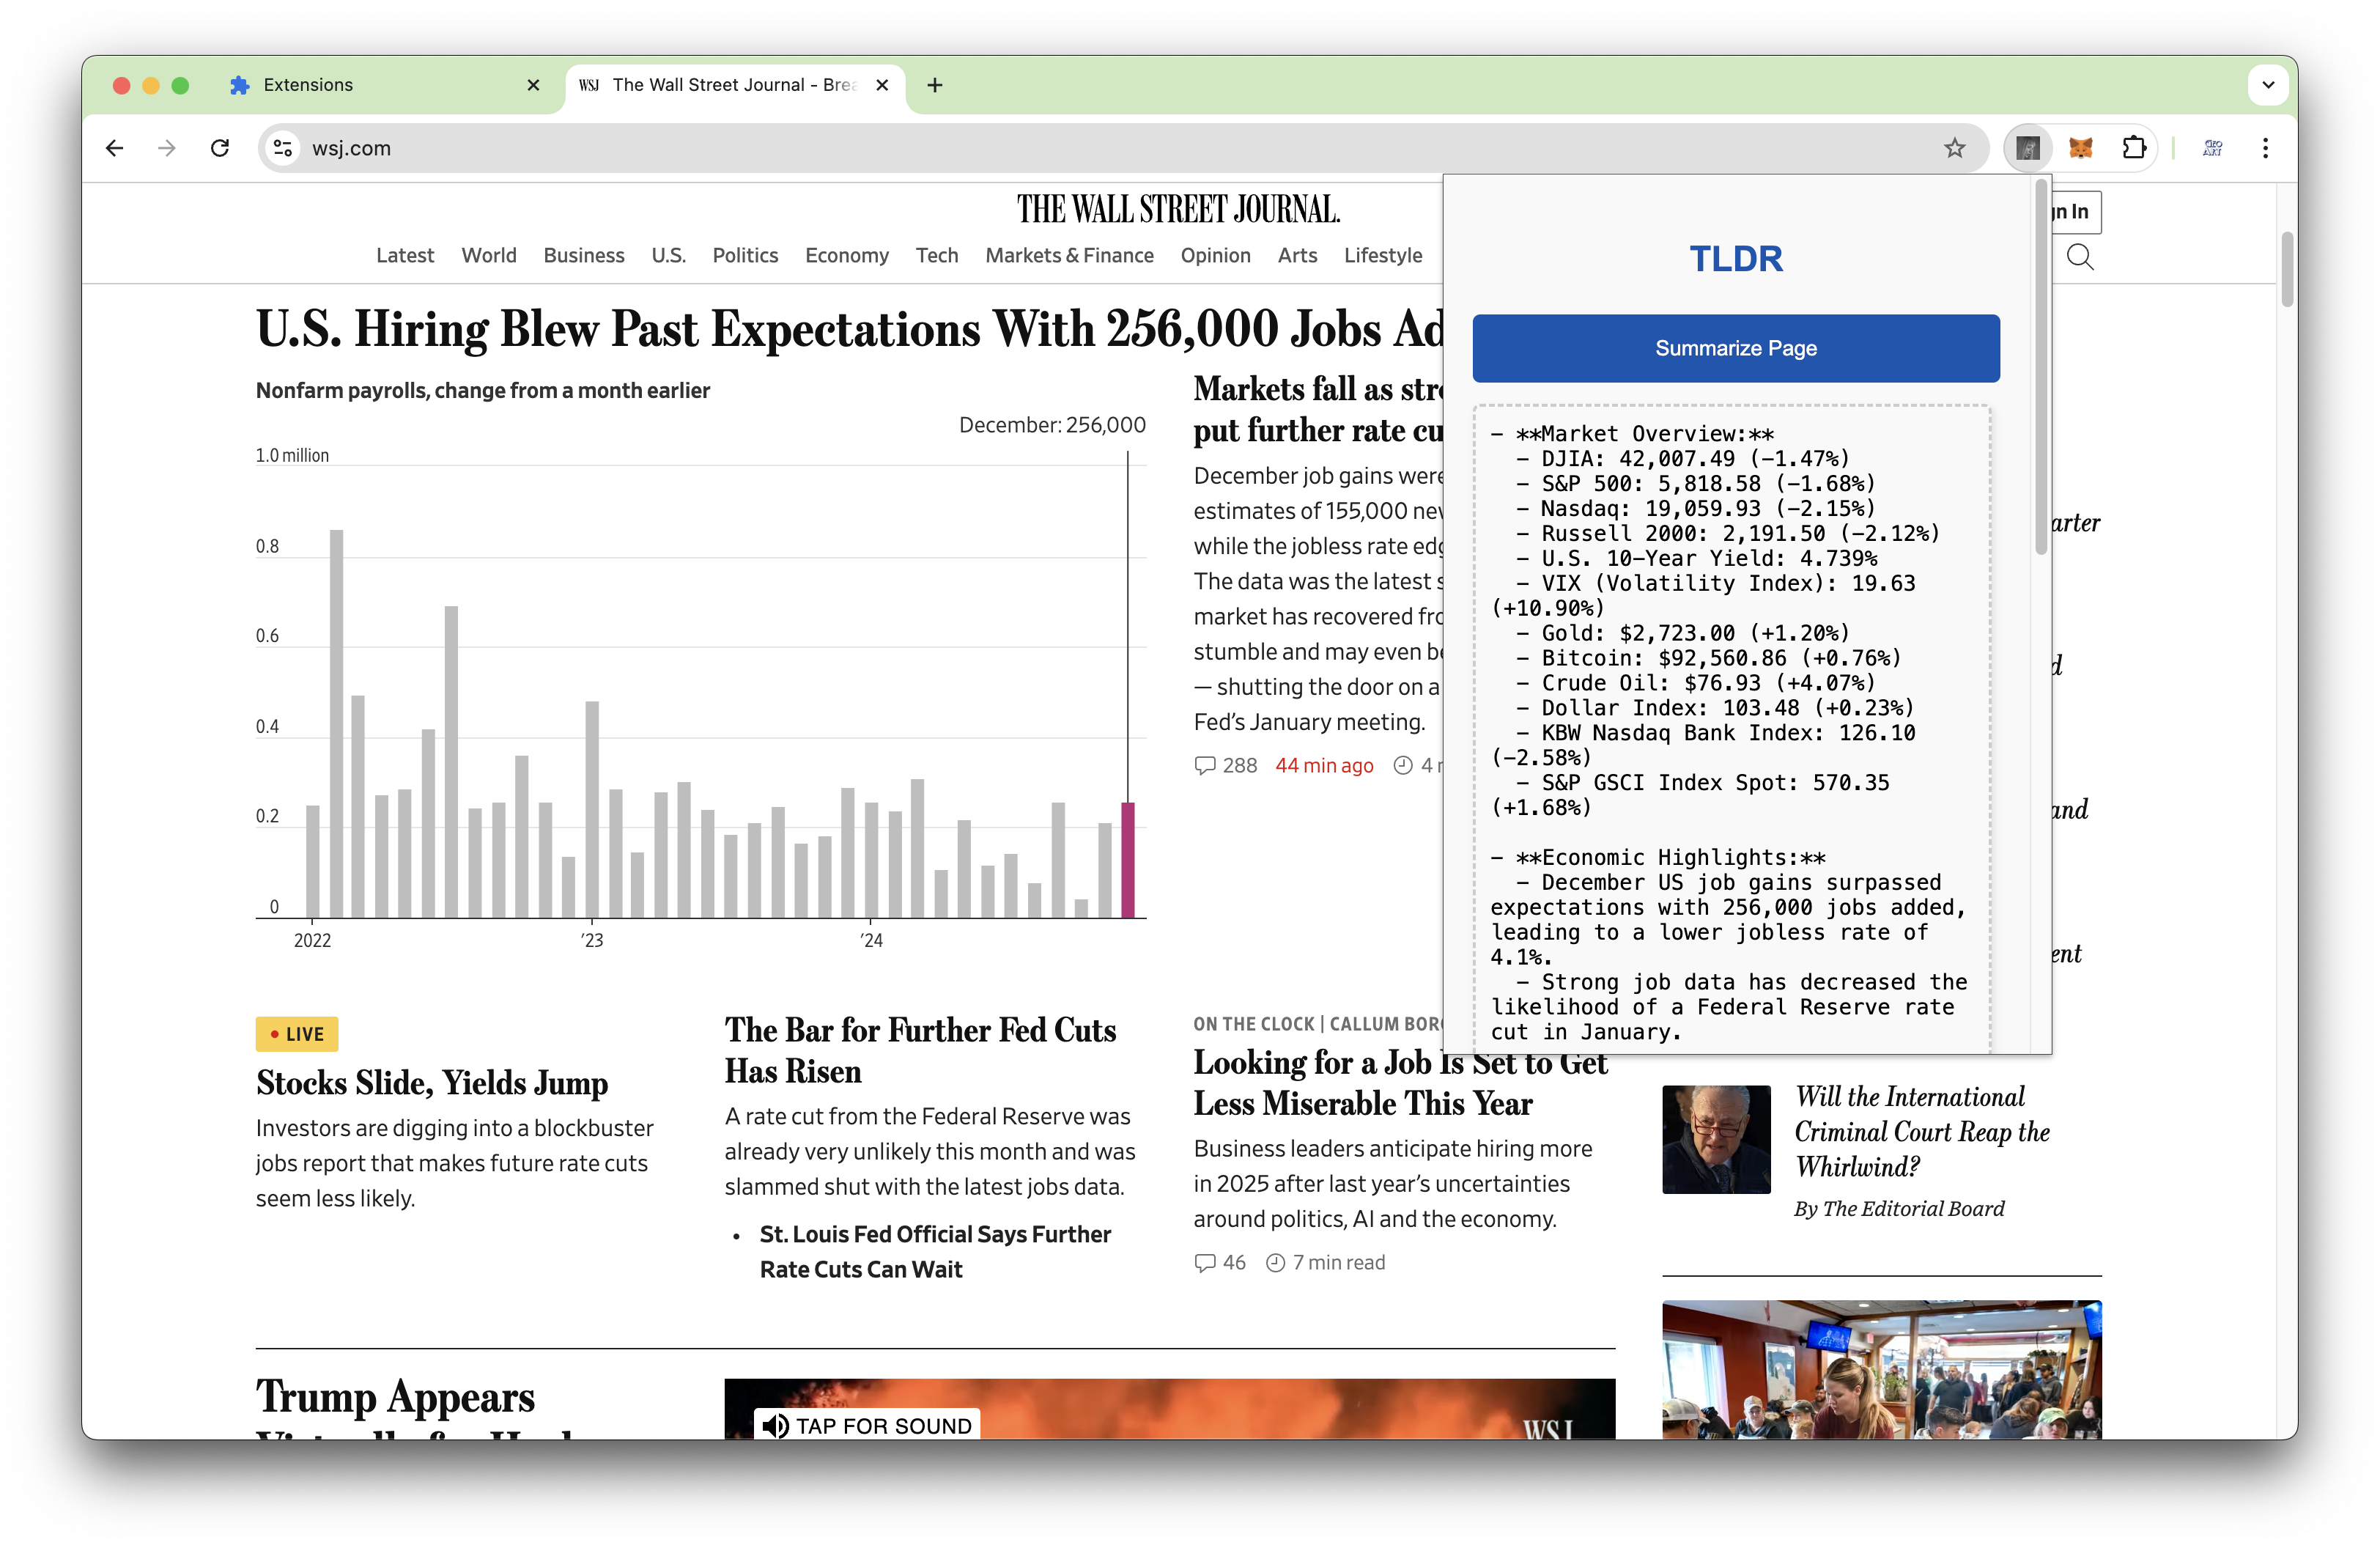 Extensions
WSJ The Wall Street Journal - Brea
wsj.com
GEO
ART
THE WALL STREET JOURNAL.
gn In
Latest World Business U.S. Politics Economy Tech Markets & Finance Opinion Arts Lifestyle
U.S. Hiring Blew Past Expectations With 256,000 Jobs Ad
Nonfarm payrolls, change from a month earlier
December: 256,000
1.0 million
0.8
0.6
0.4
0.2
0
2022 ’23 ’24
Markets fall as stro
put further rate cu
December job gains were
estimates of 155,000 new
while the jobless rate edg
The data was the latest s
market has recovered fro
stumble and may even be
— shutting the door on a
Fed’s January meeting.
288 44 min ago 4 r
TLDR
Summarize Page
- **Market Overview:**
- DJIA: 42,007.49 (-1.47%)
- S&P 500: 5,818.58 (-1.68%)
- Nasdaq: 19,059.93 (-2.15%)
- Russell 2000: 2,191.50 (-2.12%)
- U.S. 10-Year Yield: 4.739%
- VIX (Volatility Index): 19.63
(+10.90%)
- Gold: $2,723.00 (+1.20%)
- Bitcoin: $92,560.86 (+0.76%)
- Crude Oil: $76.93 (+4.07%)
- Dollar Index: 103.48 (+0.23%)
- KBW Nasdaq Bank Index: 126.10
(-2.58%)
- S&P GSCI Index Spot: 570.35
(+1.68%)
- **Economic Highlights:**
- December US job gains surpassed
expectations with 256,000 jobs added,
leading to a lower jobless rate of
4.1%.
- Strong job data has decreased the
likelihood of a Federal Reserve rate
cut in January.
arter
d
and
ent
LIVE
Stocks Slide, Yields Jump
Investors are digging into a blockbuster
jobs report that makes future rate cuts
seem less likely.
The Bar for Further Fed Cuts
Has Risen
A rate cut from the Federal Reserve was
already very unlikely this month and was
slammed shut with the latest jobs data.
• St. Louis Fed Official Says Further
Rate Cuts Can Wait
ON THE CLOCK | CALLUM BOR
Looking for a Job Is Set to Get
Less Miserable This Year
Business leaders anticipate hiring more
in 2025 after last year’s uncertainties
around politics, AI and the economy.
46 7 min read
Will the International
Criminal Court Reap the
Whirlwind?
By The Editorial Board
Trump Appears
TAP FOR SOUND
WSJ